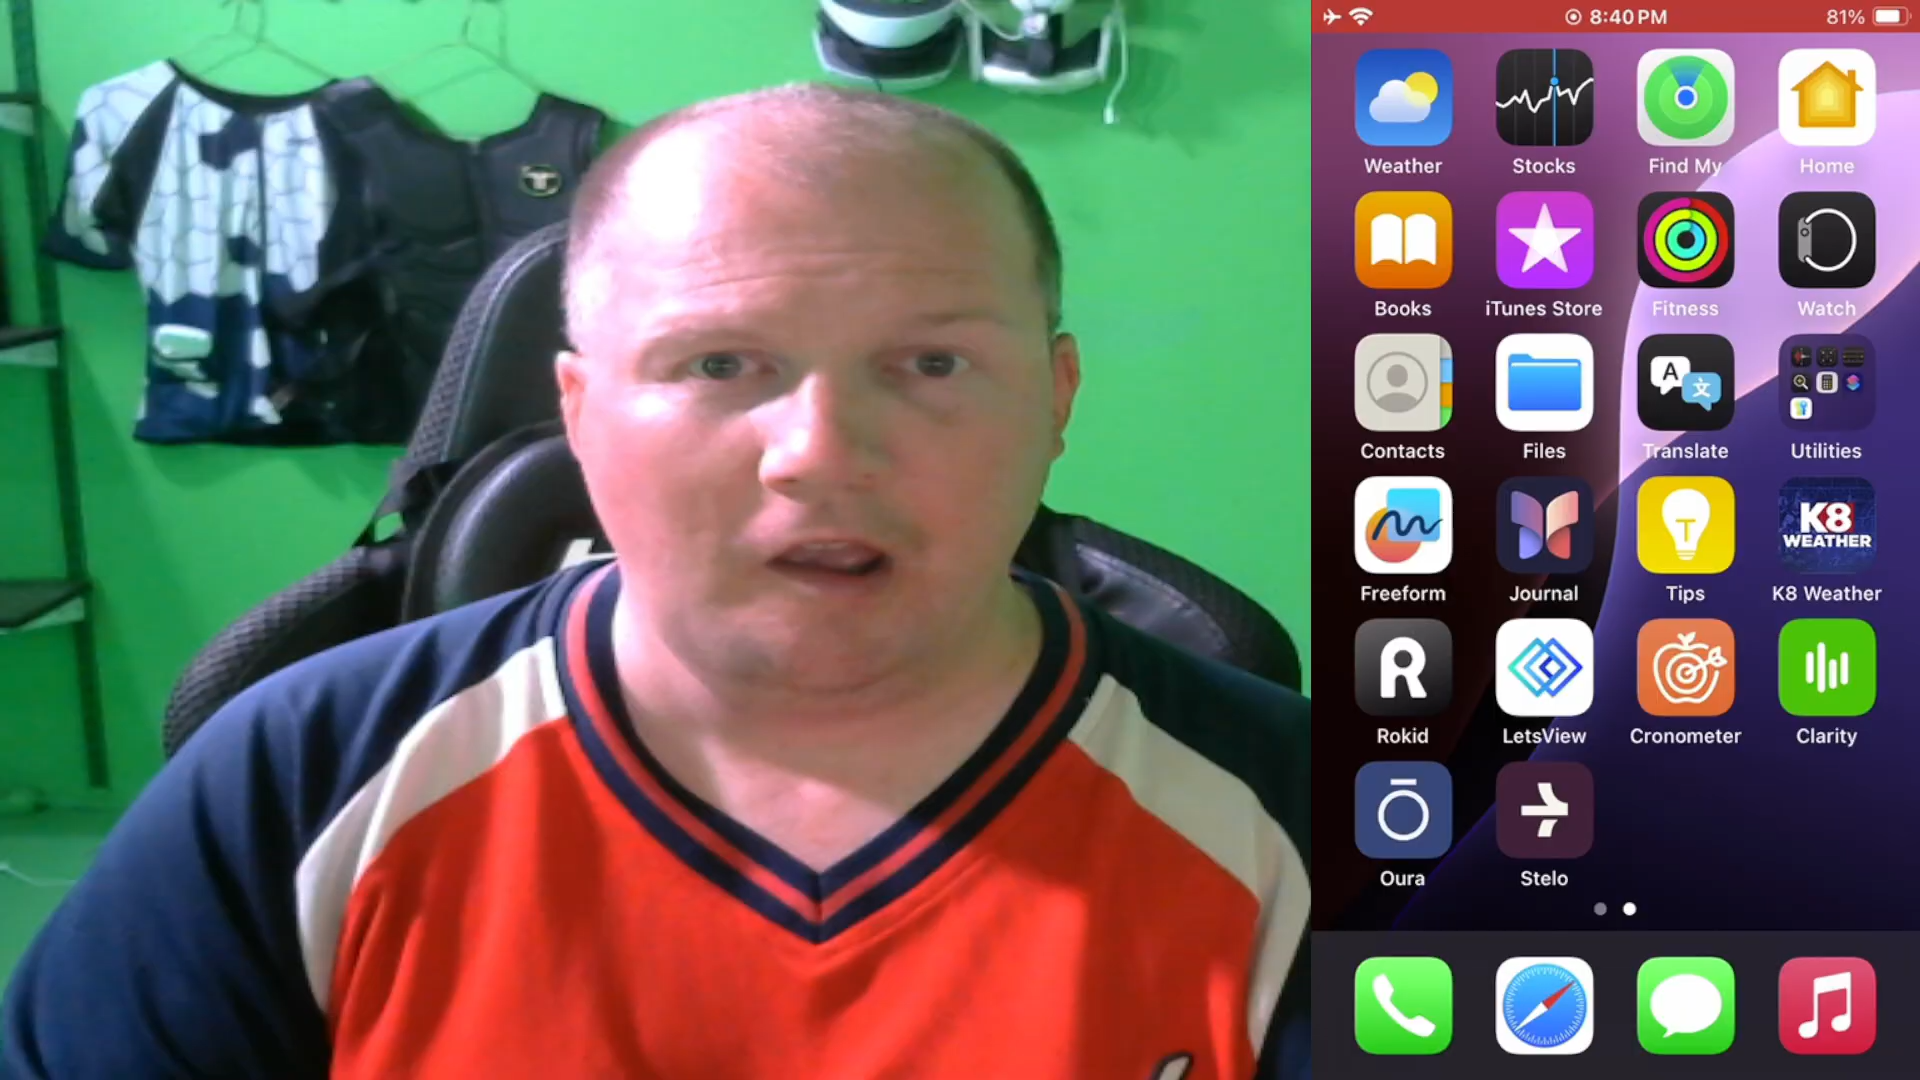 8:40 PM
81%
Weather
Stocks
Find My
Home
Books
iTunes Store
Fitness
Watch
Contacts
Files
A
文
Translate
Utilities
Freeform
Journal
T
Tips
K8
WEATHER
K8 Weather
R
Rokid
LetsView
Cronometer
Clarity
Oura
Stelo